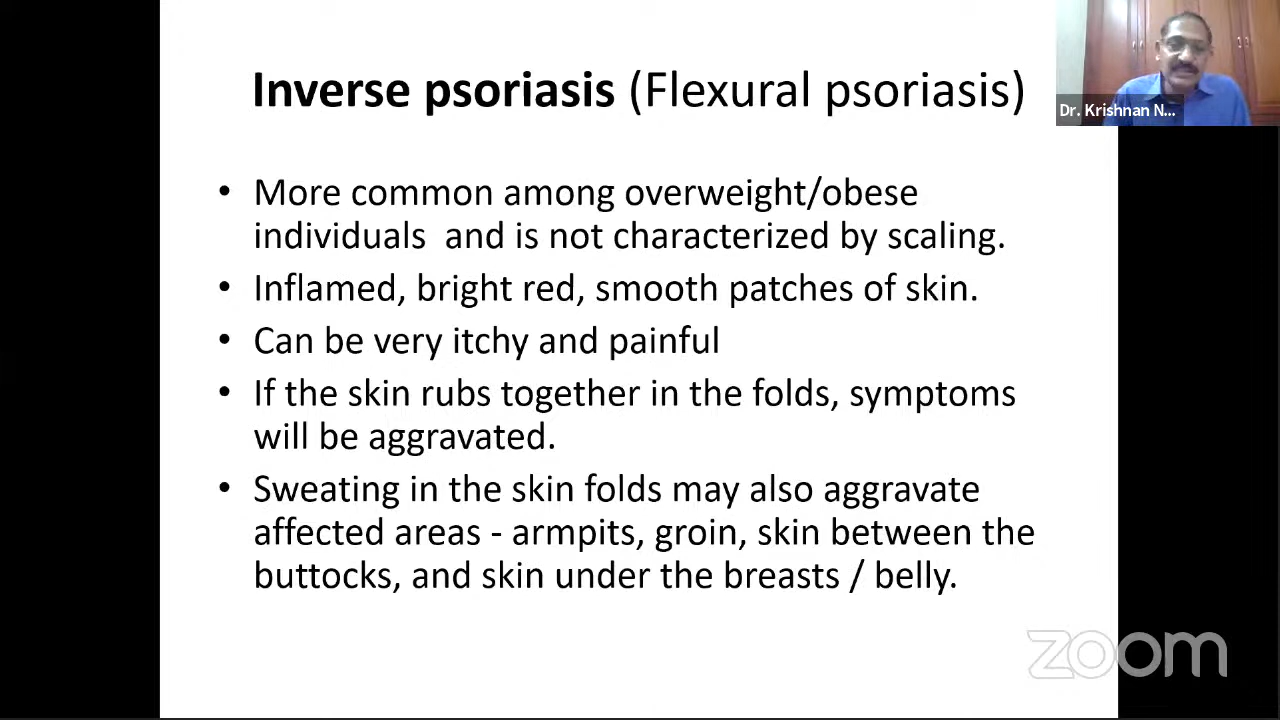 Inverse psoriasis (Flexural psoriasis)
Dr. Krishnan N...
• More common among overweight/obese
individuals and is not characterized by scaling.
• Inflamed, bright red, smooth patches of skin.
• Can be very itchy and painful
• If the skin rubs together in the folds, symptoms
will be aggravated.
• Sweating in the skin folds may also aggravate
affected areas - armpits, groin, skin between the
buttocks, and skin under the breasts / belly.
zoom